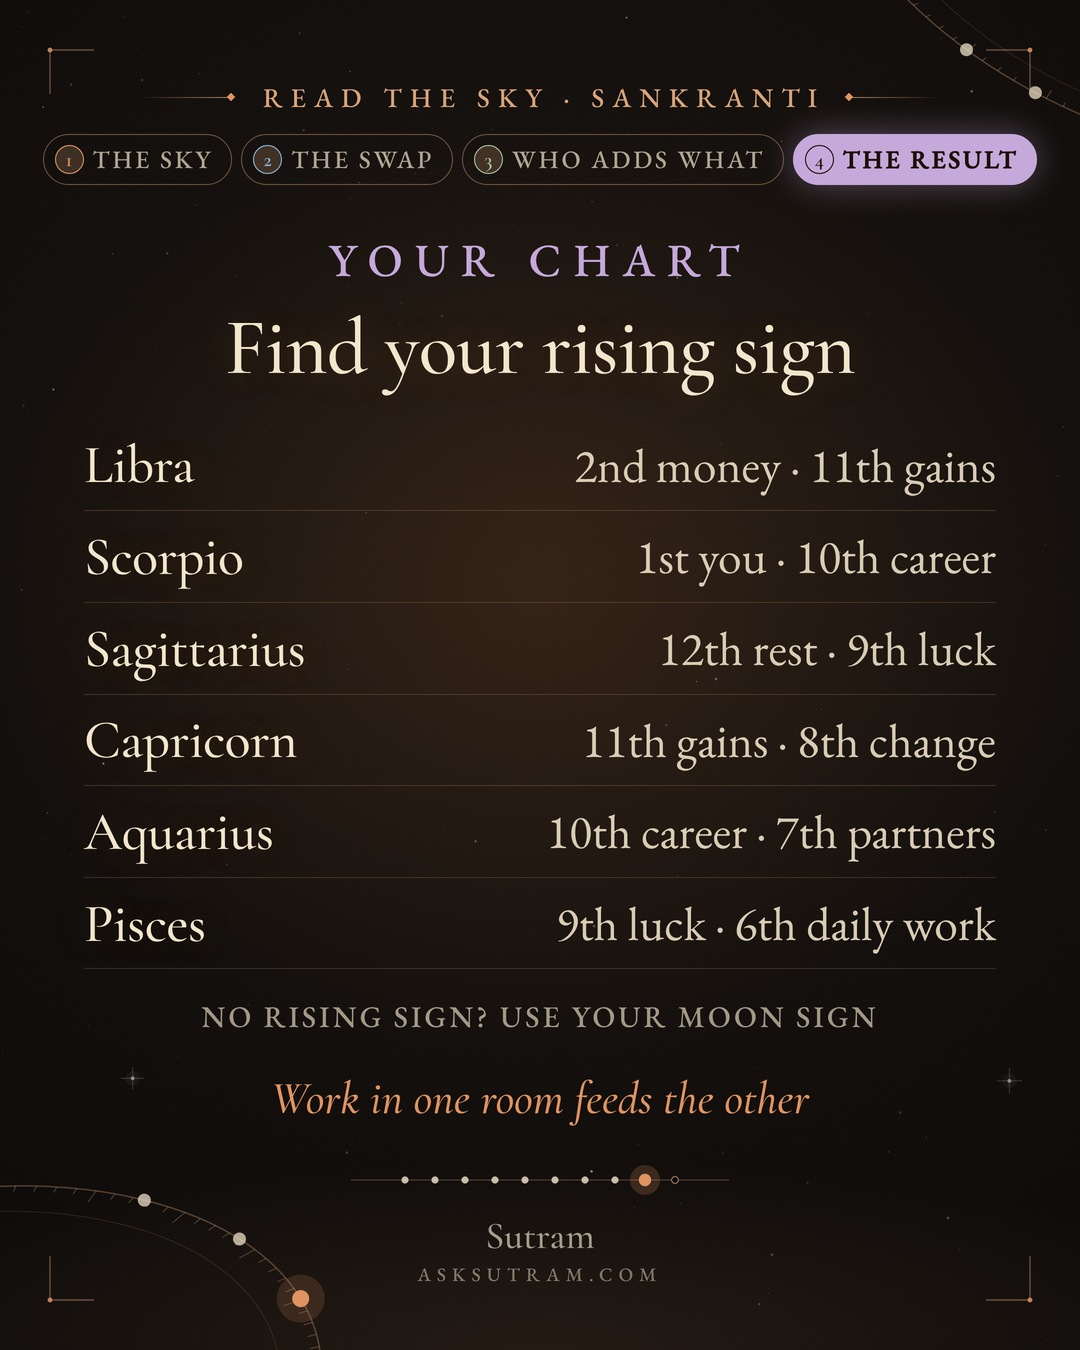 READ THE SKY · SANKRANTI
1 THE SKY 2 THE SWAP 3 WHO ADDS WHAT 4 THE RESULT
YOUR CHART
Find your rising sign
Libra 2nd money · 11th gains
Scorpio 1st you · 10th career
Sagittarius 12th rest · 9th luck
Capricorn 11th gains · 8th change
Aquarius 10th career · 7th partners
Pisces 9th luck · 6th daily work
NO RISING SIGN? USE YOUR MOON SIGN
Work in one room feeds the other
Sutram
ASKSUTRAM.COM